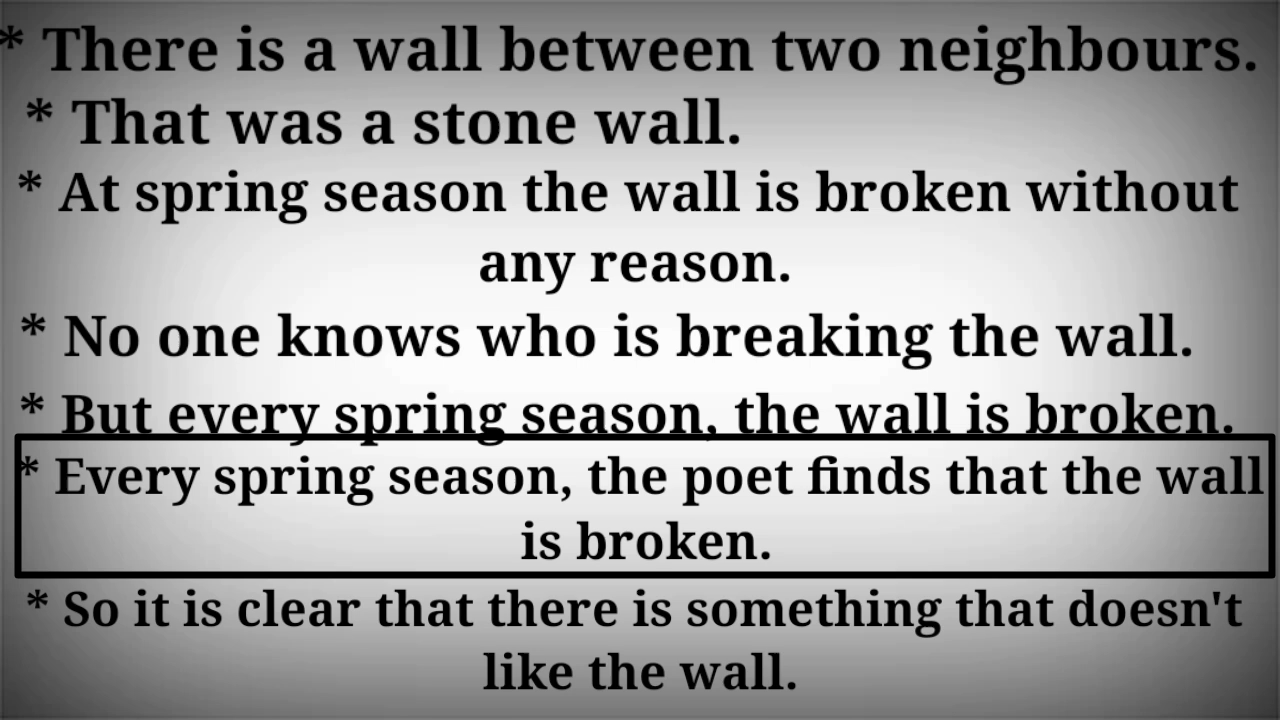 * There is a wall between two neighbours.
* That was a stone wall.
* At spring season the wall is broken without
any reason.
* No one knows who is breaking the wall.
* But every spring season, the wall is broken.
* Every spring season, the poet finds that the wall
is broken.
* So it is clear that there is something that doesn't
like the wall.